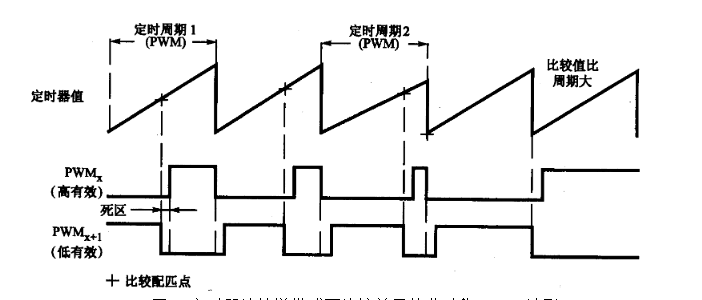 定时周期1 定时周期2
(PWM) (PWM)
比较值比
周期大
定时器值
PWMx
(高有效)
死区
PWMx+1
(低有效)
+ 比较配匹点